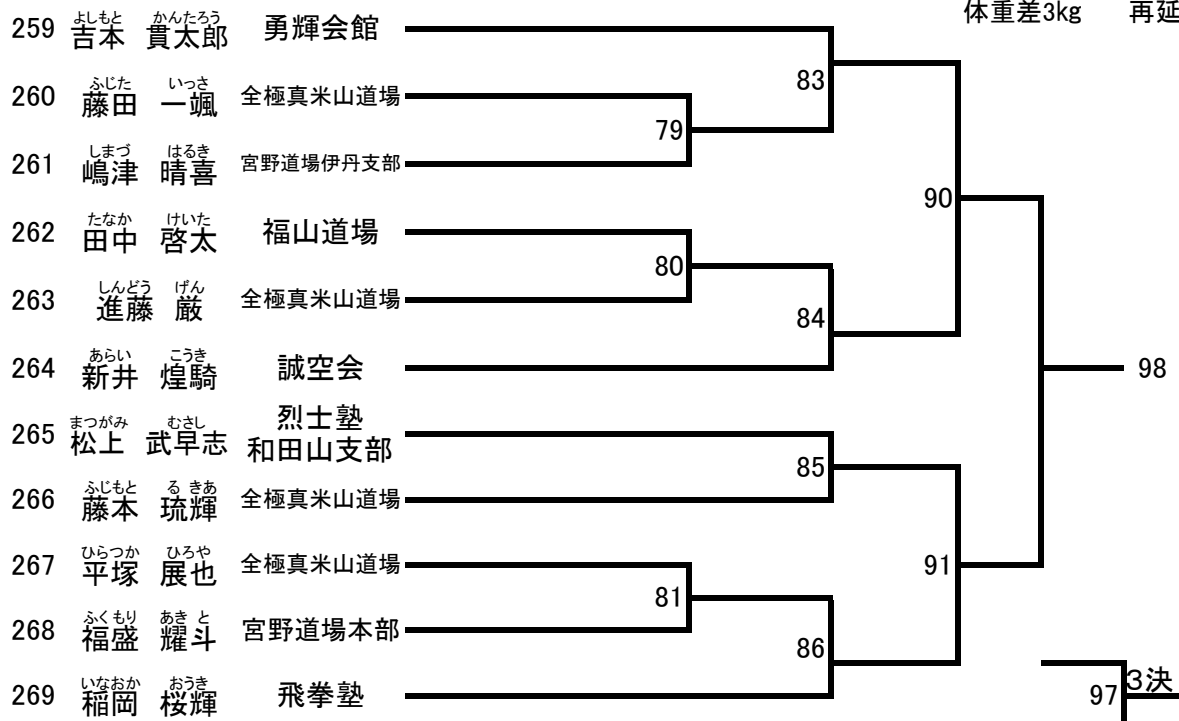 体重差3kg 再延
259 吉本 貫太郎 勇輝会館
よしもと かんたろう
83
260 藤田 一颯 全極真米山道場
ふじた いっさ
79
261 嶋津 晴喜 宮野道場伊丹支部
しまづ はるき
90
262 田中 啓太 福山道場
たなか けいた
80
263 進藤 厳 全極真米山道場
しんどう げん
84
264 新井 煌騎 誠空会
あらい こうき
98
265 松上 武早志 烈士塾
和田山支部
まつがみ むさし
85
266 藤本 琉輝 全極真米山道場
ふじもと る きあ
267 平塚 展也 全極真米山道場
ひらつか ひろや
91
81
268 福盛 耀斗 宮野道場本部
ふくもり あき と
86
269 稲岡 桜輝 飛拳塾
いなおか おうき
97
3決